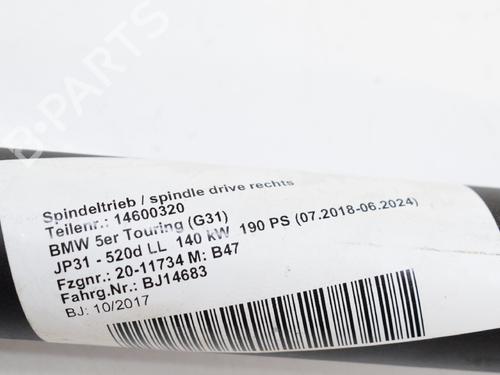 B-PARTS
Spindeltrieb / spindle drive rechts
Teilenr.: 14600320
BMW 5er Touring (G31)
JP31 - 520d LL 140 kW 190 PS (07.2018-06.2024)
Fzgnr.: 20-11734 M: B47
Fahrg.Nr.: BJ14683
BJ: 10/2017